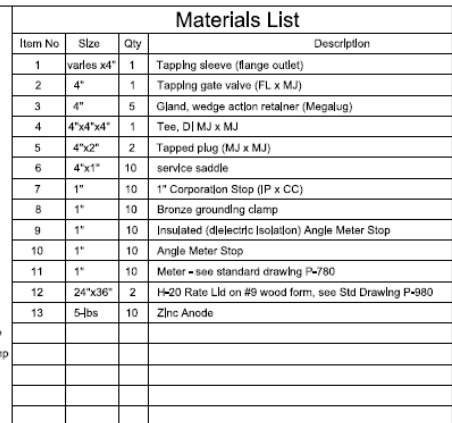 Materials List
Item No Size Qty Description
1 varies x4" 1 Tapping sleeve (flange outlet)
2 4" 1 Tapping gate valve (FL x MJ)
3 4" 5 Gland, wedge action retainer (Megalug)
4 4"x4"x4" 1 Tee, DI MJ x MJ
5 4"x2" 2 Tapped plug (MJ x MJ)
6 4"x1" 10 service saddle
7 1" 10 1" Corporation Stop (IP x CC)
8 1" 10 Bronze grounding clamp
9 1" 10 Insulated (dielectric isolation) Angle Meter Stop
10 1" 10 Angle Meter Stop
11 1" 10 Meter - see standard drawing P-780
12 24"x36" 2 H-20 Rate Lid on #9 wood form, see Std Drawing P-980
13 5-lbs 10 Zinc Anode